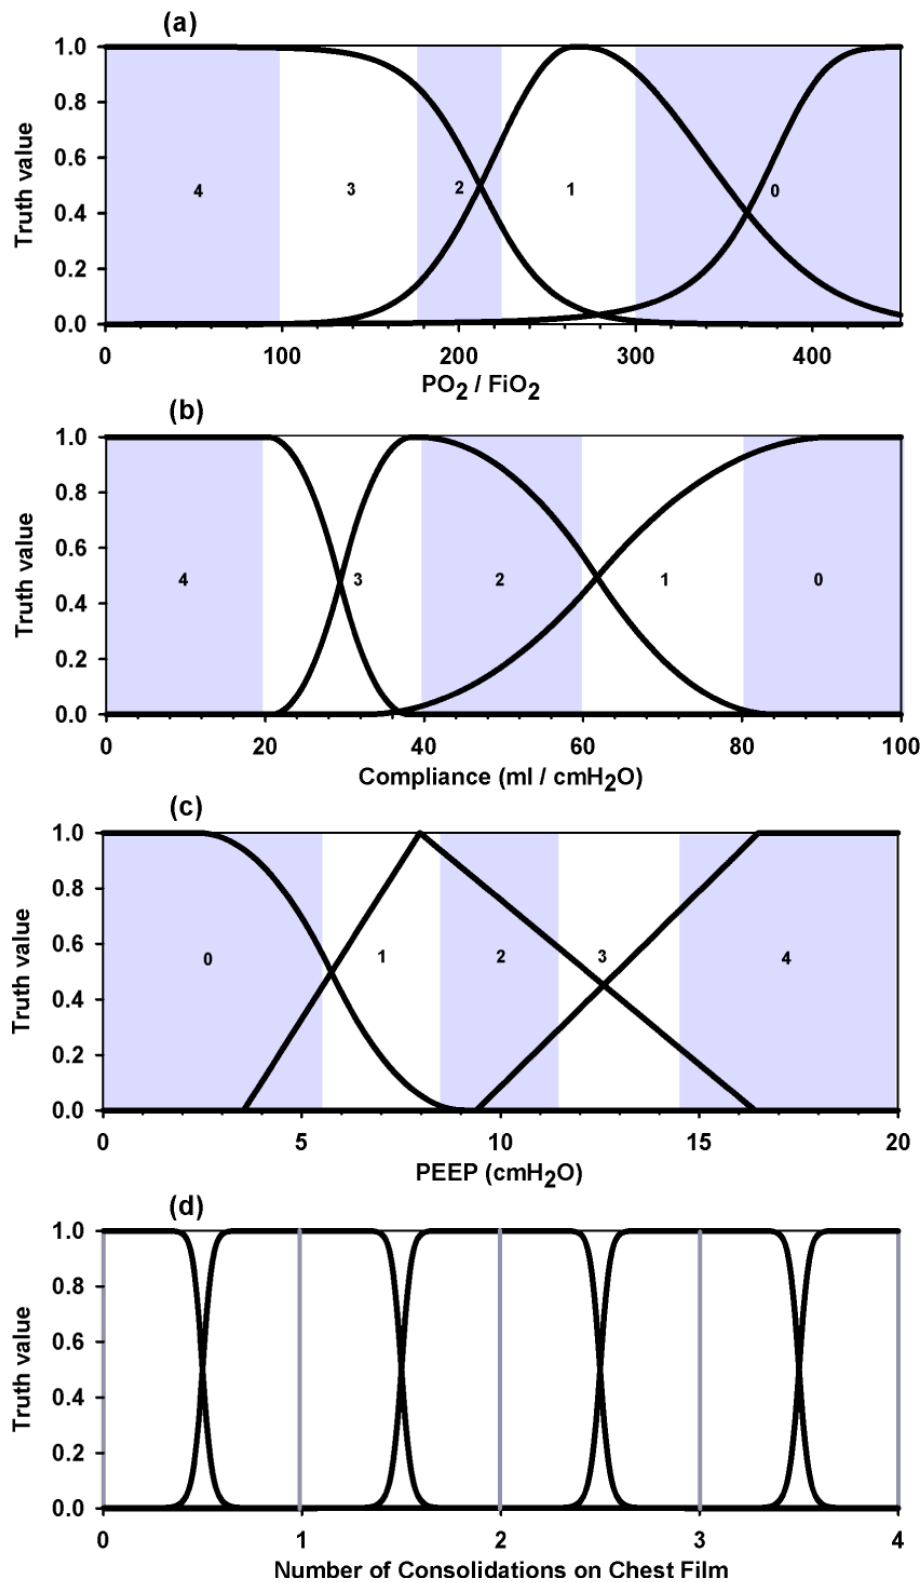 (a)
1.0
0.8
0.6
0.4
0.2
0.0
Truth value
4 3 2 1 0
0 100 200 300 400
PO2 / FiO2
(b)
1.0
0.8
0.6
0.4
0.2
0.0
Truth value
4 3 2 1 0
0 20 40 60 80 100
Compliance (ml / cmH2O)
(c)
1.0
0.8
0.6
0.4
0.2
0.0
Truth value
0 1 2 3 4
0 5 10 15 20
PEEP (cmH2O)
(d)
1.0
0.8
0.6
0.4
0.2
0.0
Truth value
0 1 2 3 4
Number of Consolidations on Chest Film